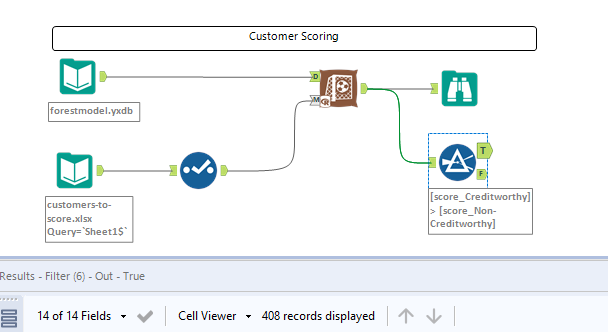 Customer Scoring
D
M
R
forestmodel.yxdb
T
F
customers-to-
score.xlsx
Query=`Sheet1$`
[score_Creditworthy]
> [score_Non-
Creditworthy]
Results - Filter (6) - Out - True
14 of 14 Fields
Cell Viewer
408 records displayed